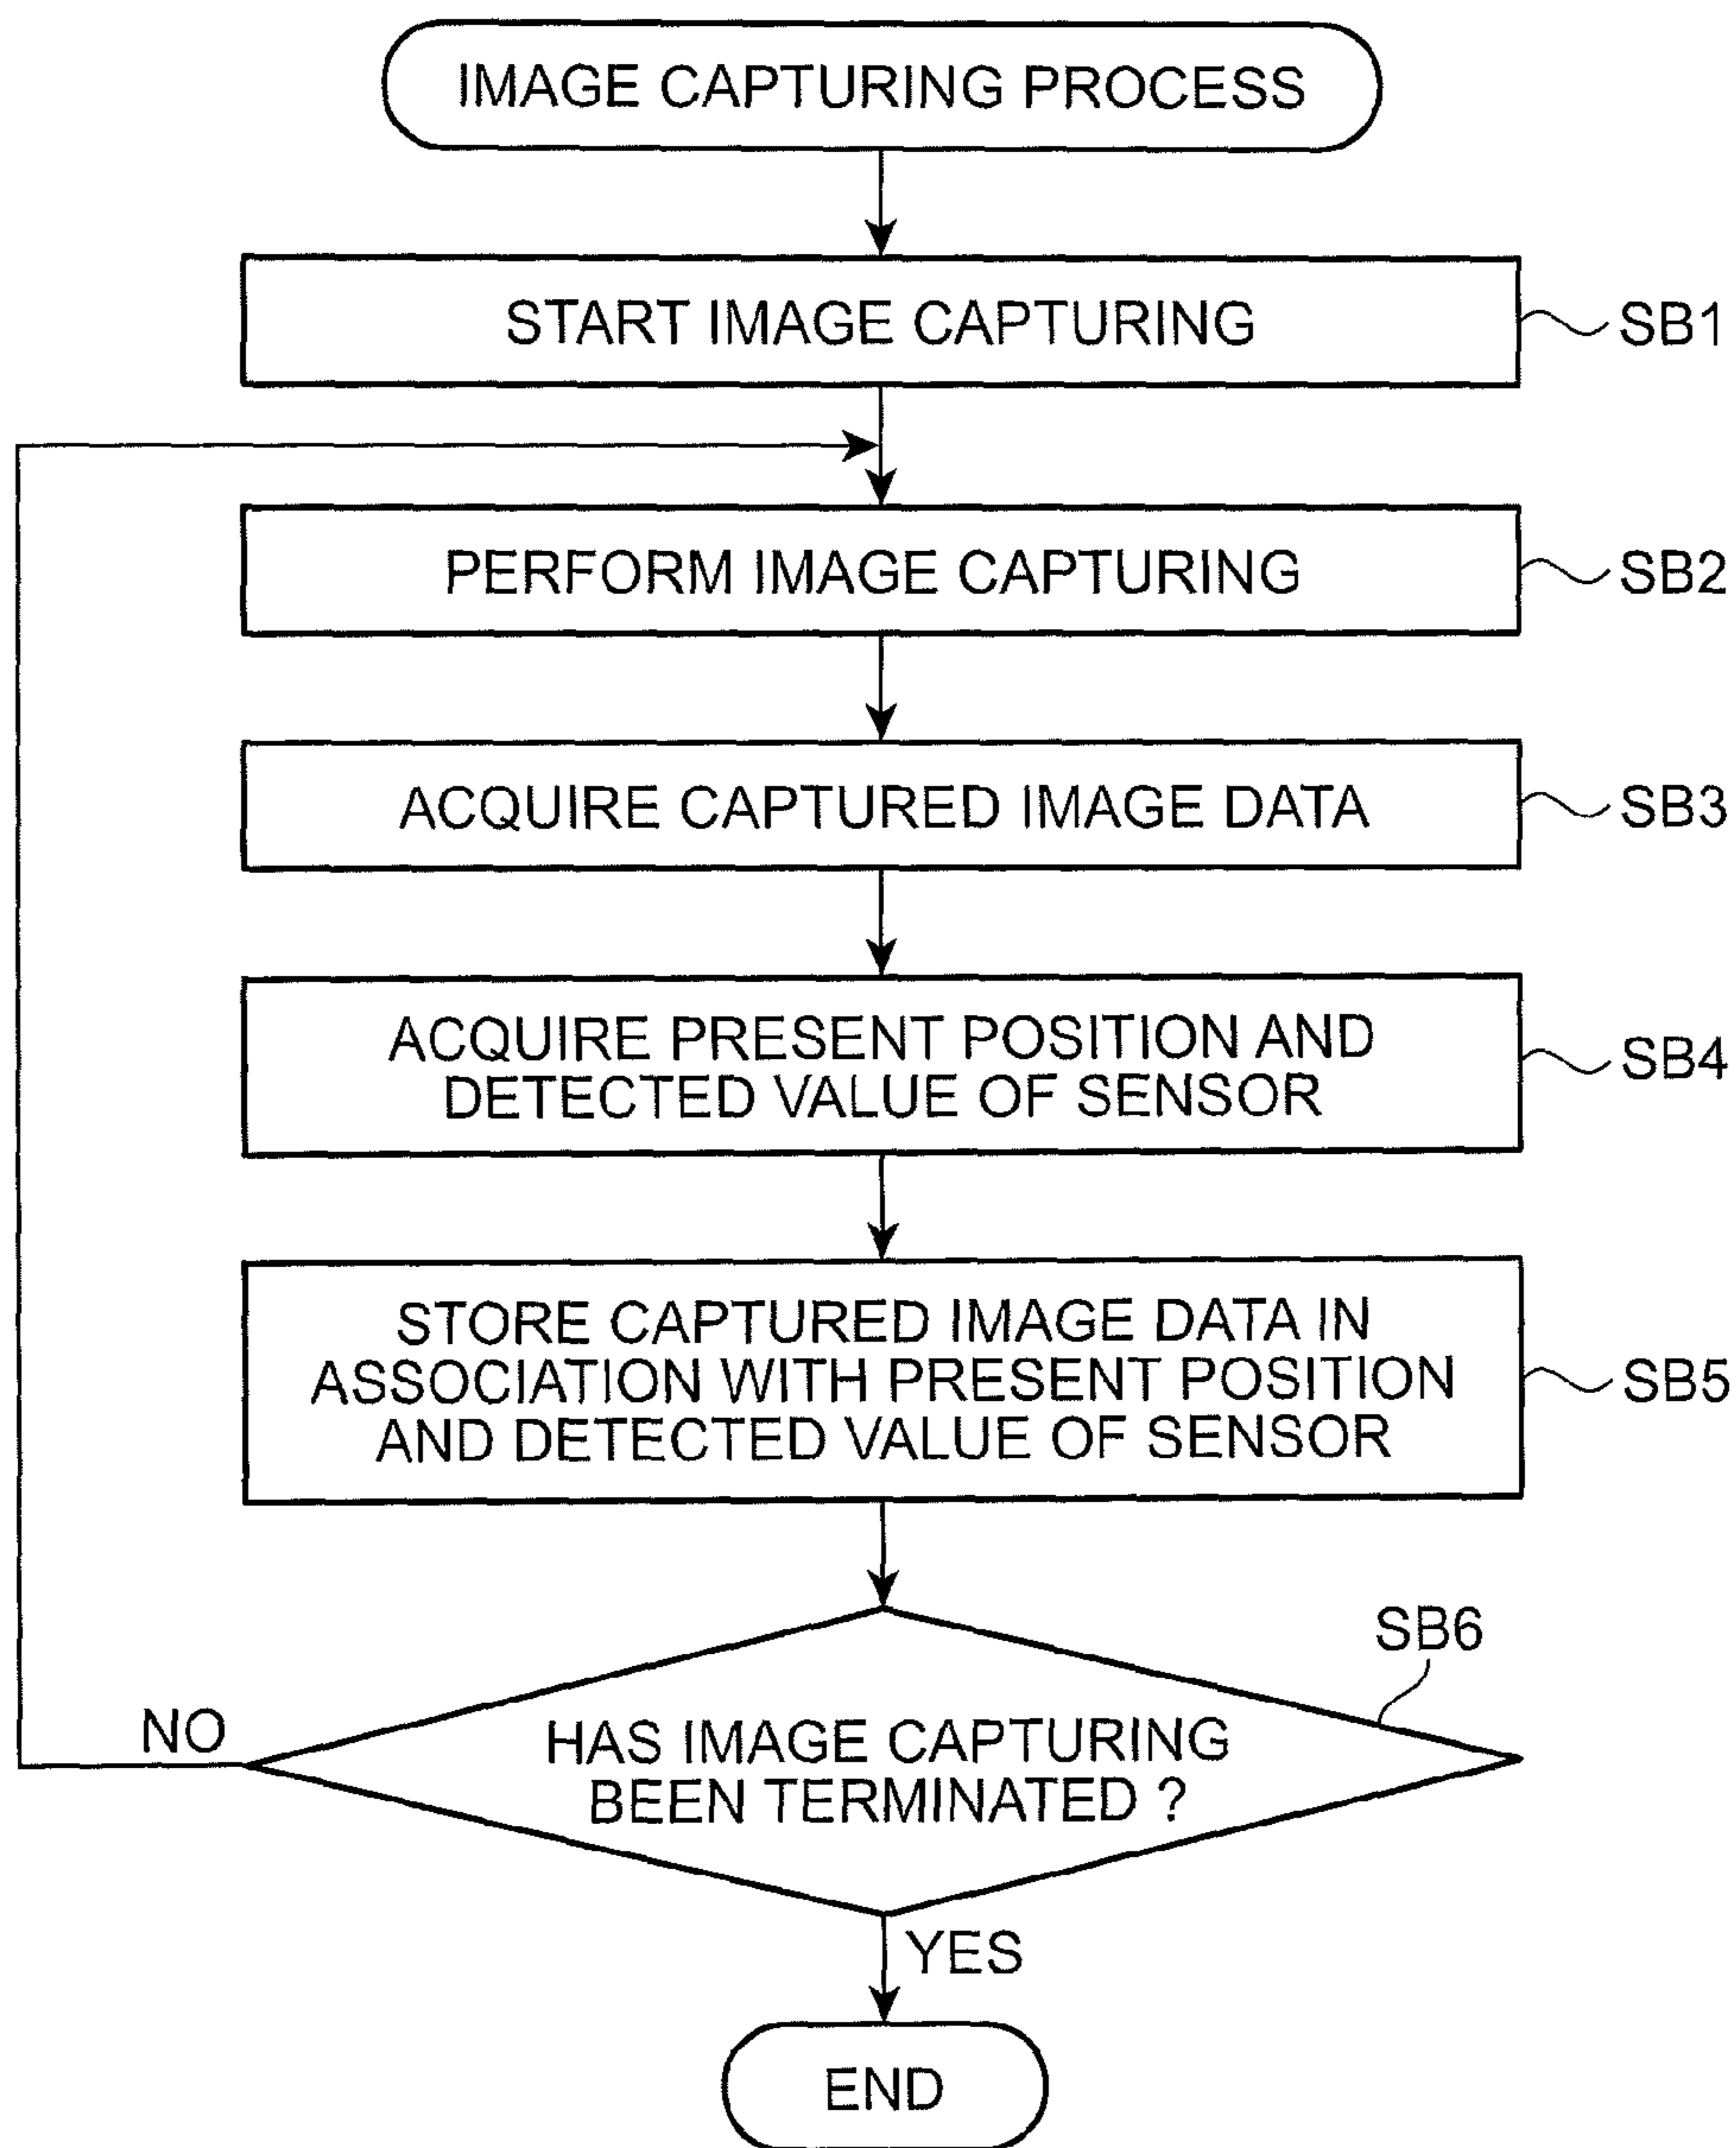 IMAGE CAPTURING PROCESS
START IMAGE CAPTURING
SB1
PERFORM IMAGE CAPTURING
SB2
ACQUIRE CAPTURED IMAGE DATA
SB3
ACQUIRE PRESENT POSITION AND
DETECTED VALUE OF SENSOR
SB4
STORE CAPTURED IMAGE DATA IN
ASSOCIATION WITH PRESENT POSITION
AND DETECTED VALUE OF SENSOR
SB5
SB6
HAS IMAGE CAPTURING
BEEN TERMINATED ?
NO
YES
END